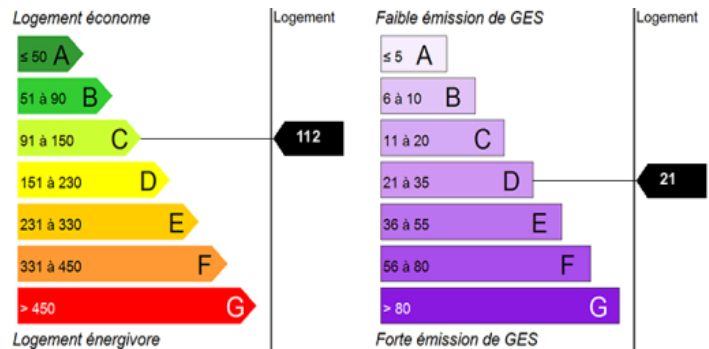 Logement économe
Logement
≤ 50 A
51 à 90 B
91 à 150 C
112
151 à 230 D
231 à 330 E
331 à 450 F
> 450 G
Logement énergivore
Faible émission de GES
Logement
≤ 5 A
6 à 10 B
11 à 20 C
21 à 35 D
21
36 à 55 E
56 à 80 F
> 80 G
Forte émission de GES